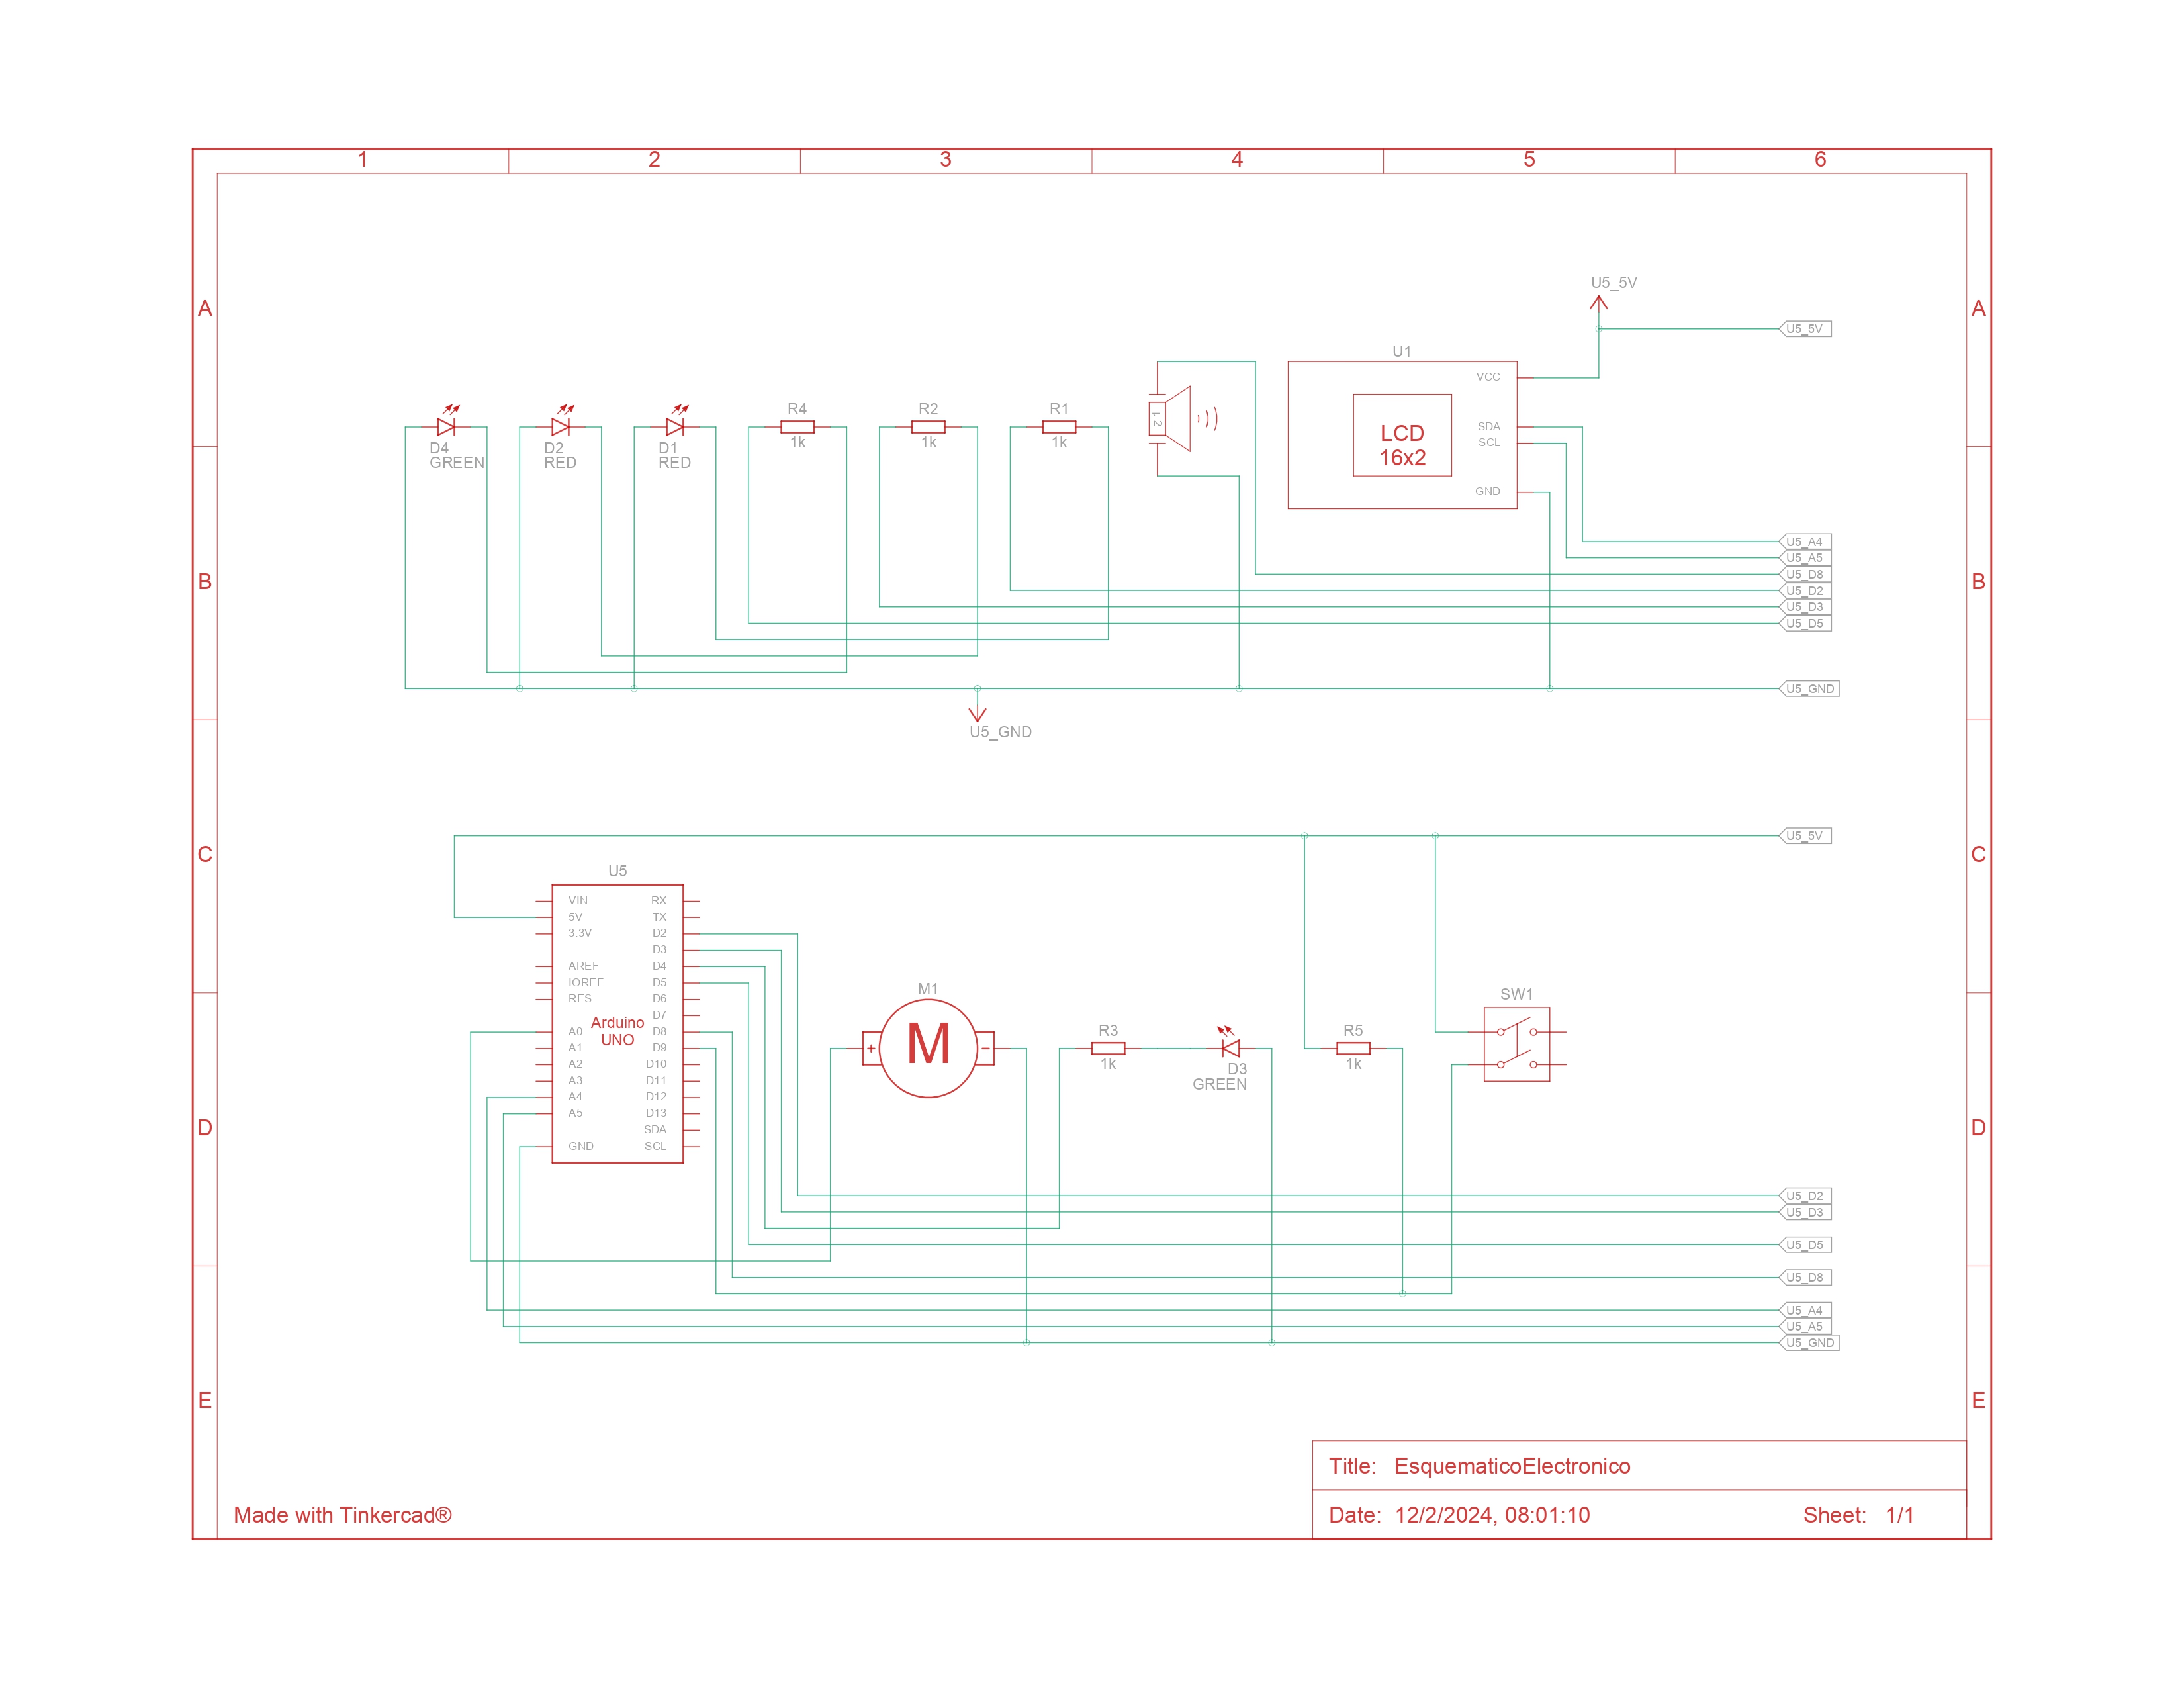 1 2 3 4 5 6
A A
U5_5V
U5_5V
U1
VCC
SDA
SCL
GND
LCD
16x2
R4
1k
R2
1k
R1
1k
D4
GREEN
D2
RED
D1
RED
1 2
B B
U5_A4
U5_A5
U5_D8
U5_D2
U5_D3
U5_D5
U5_GND
U5_GND
C C
U5_5V
U5
VIN RX
5V TX
3.3V D2
D3
AREF D4
IOREF D5
RES D6
D7
A0 D8
A1 D9
A2 D10
A3 D11
A4 D12
A5 D13
SDA
GND SCL
Arduino
UNO
M1
+ M -
R3
1k
D3
GREEN
R5
1k
SW1
D D
U5_D2
U5_D3
U5_D5
U5_D8
U5_A4
U5_A5
U5_GND
E E
Title: EsquematicoElectronico
Date: 12/2/2024, 08:01:10 Sheet: 1/1
Made with Tinkercad®